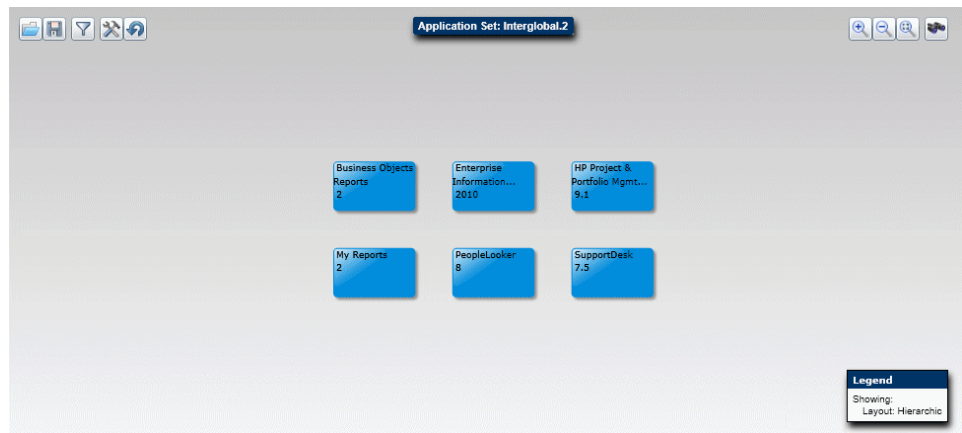 Application Set: Interglobal.2
Business Objects
Reports
2
Enterprise
Information...
2010
HP Project &
Portfolio Mgmt...
9.1
My Reports
2
PeopleLooker
8
SupportDesk
7.5
Legend
Showing:
Layout: Hierarchic